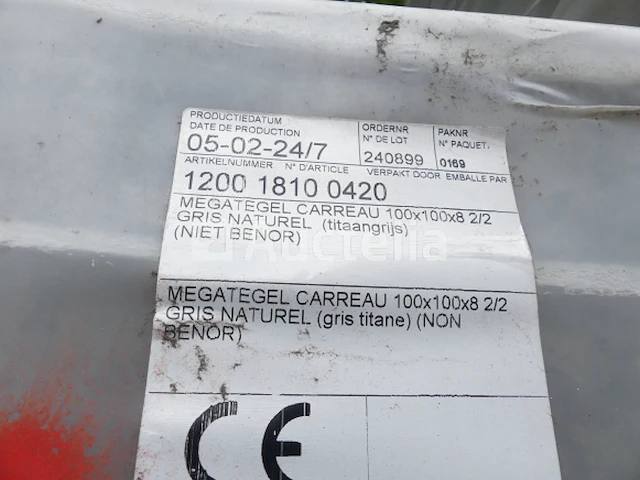 PRODUCTIEDATUM
DATE DE PRODUCTION
05-02-24/7
ORDERNR
N° DE LOT
240899
PAKNR
N° PAQUET.
0169
ARTIKELNUMMER N° D'ARTICLE VERPAKT DOOR EMBALLE PAR
1200 1810 0420
MEGATEGEL CARREAU 100x100x8 2/2
GRIS NATUREL (titaangrijs)
(NIET BENOR)
Auctelia
MEGATEGEL CARREAU 100x100x8 2/2
GRIS NATUREL (gris titane) (NON
BENOR)
CE